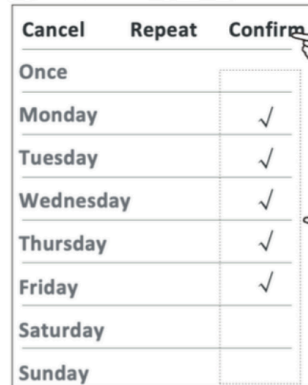 Cancel Repeat Confirm
Once
Monday √
Tuesday √
Wednesday √
Thursday √
Friday √
Saturday
Sunday